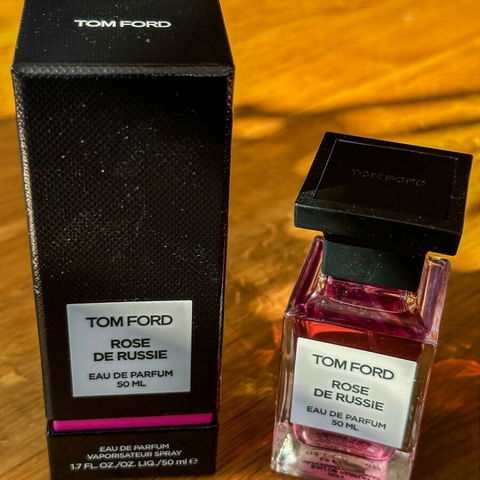 TOM FORD
TOM FORD
ROSE
DE RUSSIE
EAU DE PARFUM
50 ML
EAU DE PARFUM
VAPORISATEUR SPRAY
1.7 FL. OZ./OZ. LIQ./50 ml e
TOM FORD
TOM FORD
ROSE
DE RUSSiE
EAU DE PARFUM
50 ML